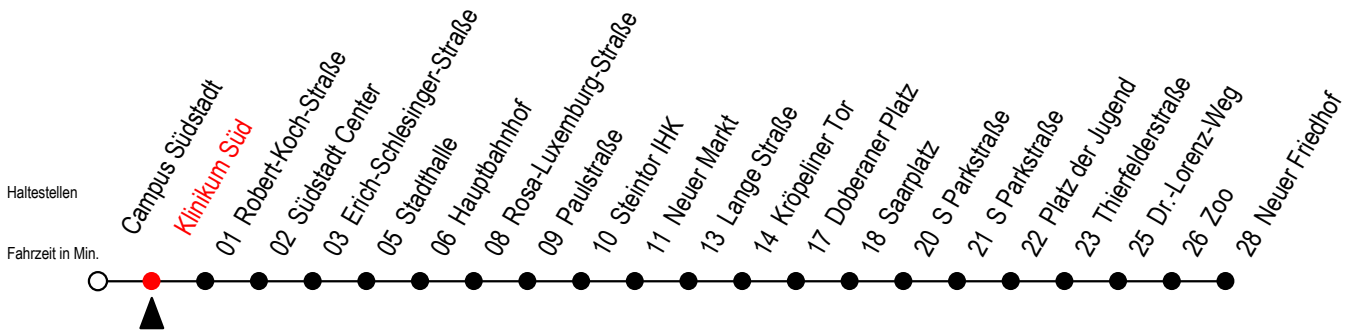 Haltestellen
Fahrzeit in Min.
Campus Südstadt
Klinikum Süd
01 Robert-Koch-Straße
02 Südstadt Center
03 Erich-Schlesinger-Straße
05 Stadthalle
06 Hauptbahnhof
08 Rosa-Luxemburg-Straße
09 Paulstraße
10 Steintor IHK
11 Neuer Markt
13 Lange Straße
14 Kröpeliner Tor
17 Doberaner Platz
18 Saarplatz
20 S Parkstraße
21 S Parkstraße
22 Platz der Jugend
23 Thierfelderstraße
25 Dr.-Lorenz-Weg
26 Zoo
28 Neuer Friedhof